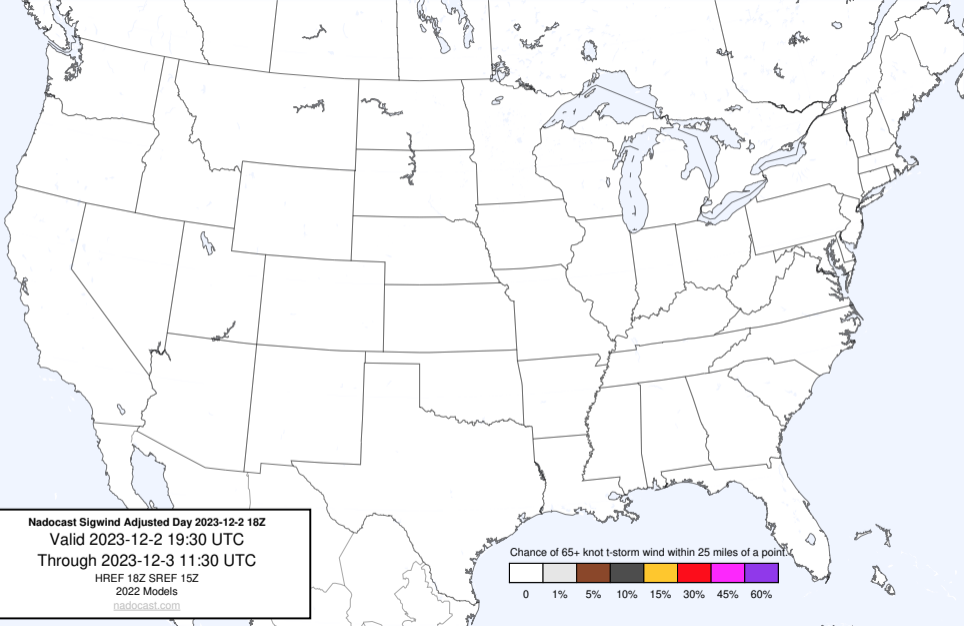 Nadocast Sigwind Adjusted Day 2023-12-2 18Z
Valid 2023-12-2 19:30 UTC
Through 2023-12-3 11:30 UTC
HREF 18Z SREF 15Z
2022 Models
nadocast.com
Chance of 65+ knot t-storm wind within 25 miles of a point.
0 1% 5% 10% 15% 30% 45% 60%